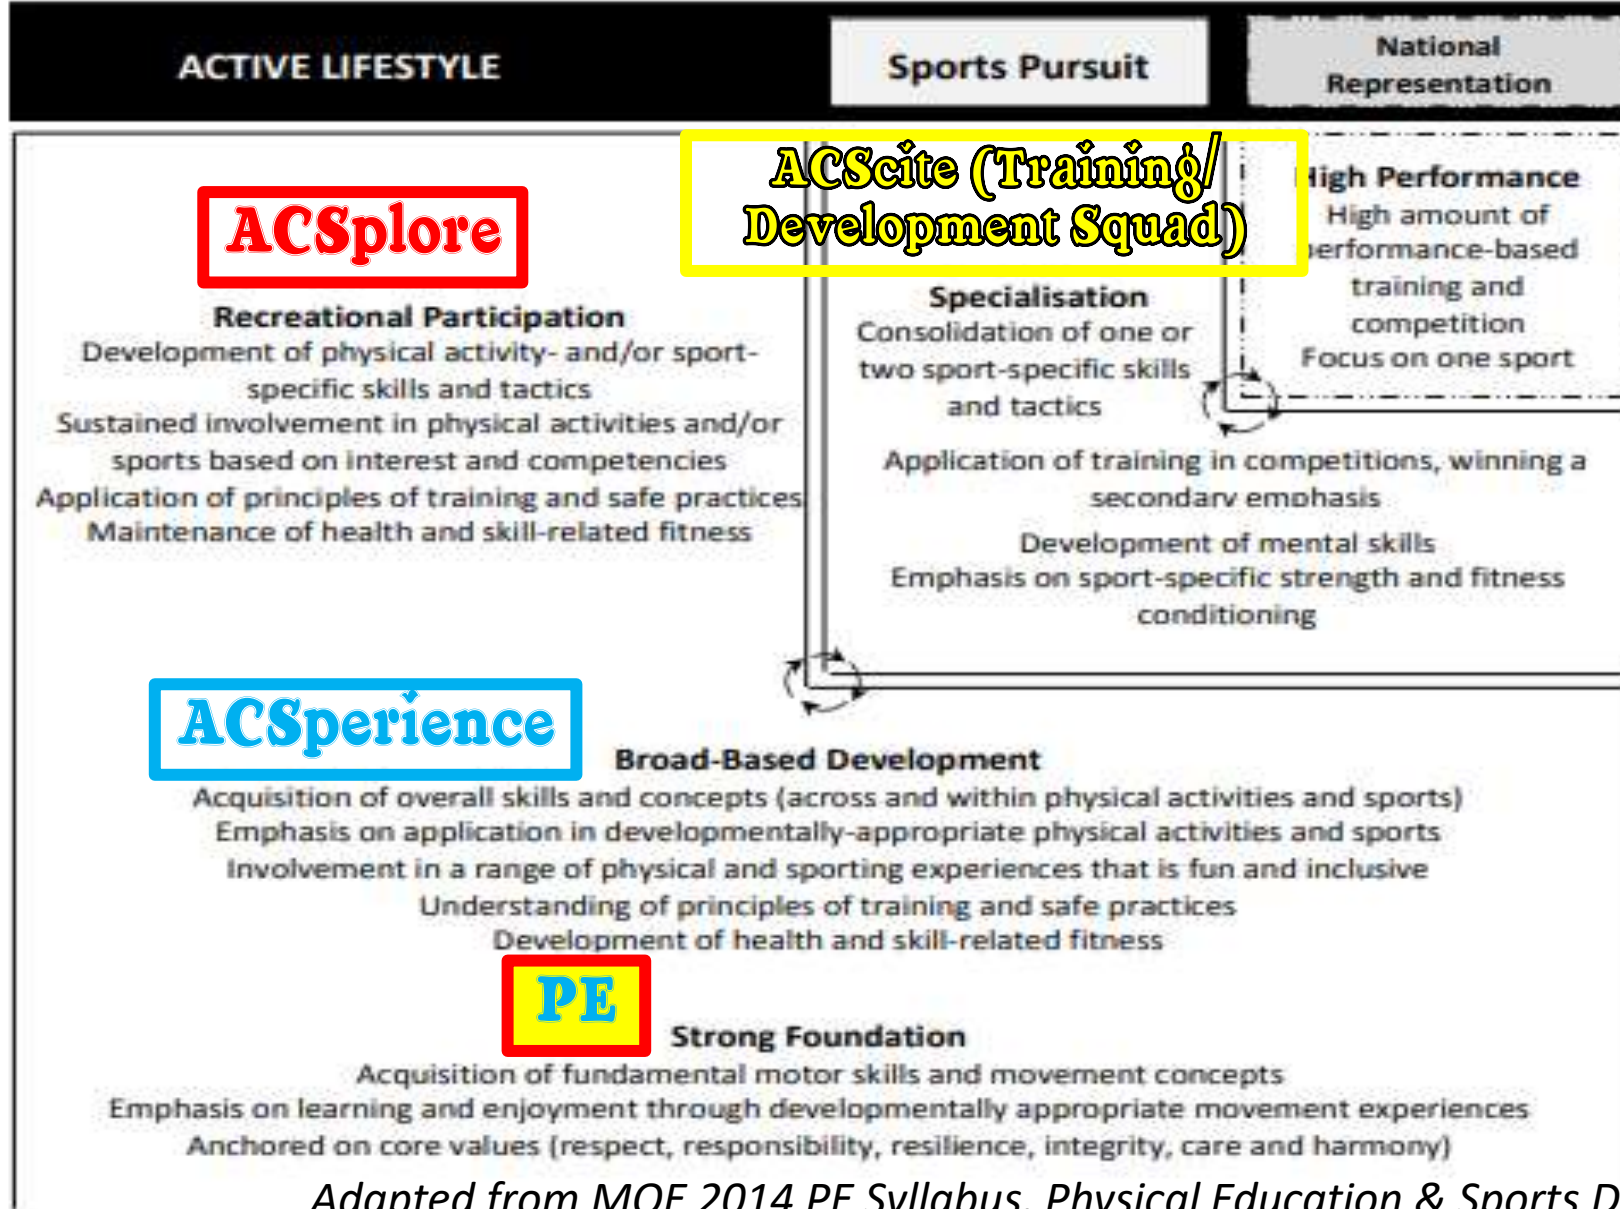 ACTIVE LIFESTYLE
Sports Pursuit
National
Representation
ACSplore
Recreational Participation
Development of physical activity- and/or sport-
specific skills and tactics
Sustained involvement in physical activities and/or
sports based on interest and competencies
Application of principles of training and safe practices
Maintenance of health and skill-related fitness
ACScite (Training/
Development Squad)
Specialisation
Consolidation of one or
two sport-specific skills
and tactics
High Performance
High amount of
performance-based
training and
competition
Focus on one sport
Application of training in competitions, winning a
secondary emphasis
Development of mental skills
Emphasis on sport-specific strength and fitness
conditioning
ACSperience
Broad-Based Development
Acquisition of overall skills and concepts (across and within physical activities and sports)
Emphasis on application in developmentally-appropriate physical activities and sports
Involvement in a range of physical and sporting experiences that is fun and inclusive
Understanding of principles of training and safe practices
Development of health and skill-related fitness
PE
Strong Foundation
Acquisition of fundamental motor skills and movement concepts
Emphasis on learning and enjoyment through developmentally appropriate movement experiences
Anchored on core values (respect, responsibility, resilience, integrity, care and harmony)
Adapted from MOE 2014 PE Syllabus, Physical Education & Sports D